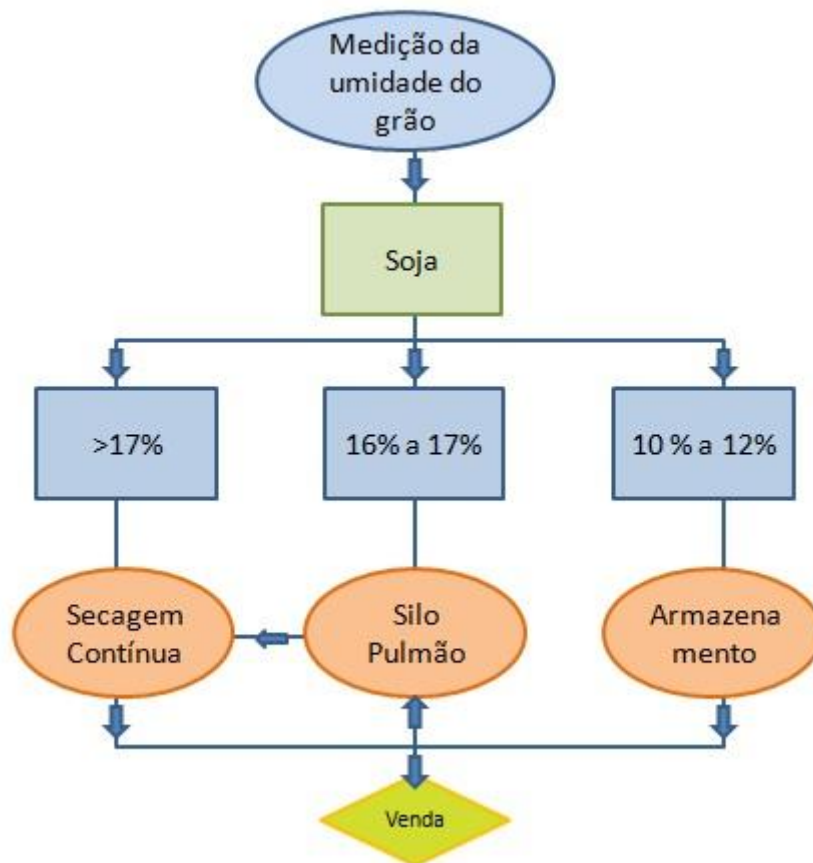 Medição da
umidade do
grão
Soja
>17%
16% a 17%
10 % a 12%
Secagem
Contínua
Silo
Pulmão
Armazena
mento
Venda